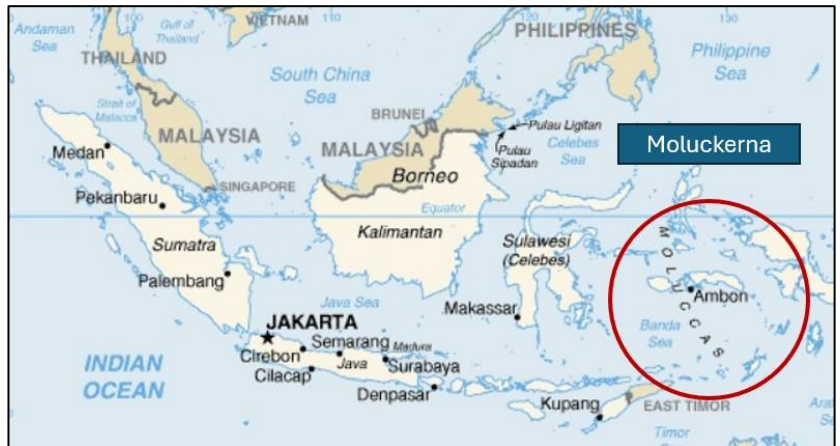 100
VIETNAM
110
120
PHILIPPINES
130
Andaman
Sea
Gulf of
Thailand
THAILAND
Philippine
Sea
South China
Sea
Strait of
Malacca
BRUNEI
Pulau Ligitan
Pulau
Sipadan
Celebes
Sea
Moluckerna
MALAYSIA
MALAYSIA
Medan
Borneo
SINGAPORE
Pekanbaru
Equator
Kalimantan
Sumatra
Sulawesi
(Celebes)
MOLUCCAS
Palembang
Ambon
Java Sea
Makassar
Banda
Sea
JAKARTA
Semarang
Madura
Cirebon
Java
Surabaya
Cilacap
INDIAN
OCEAN
Denpasar
Kupang
EAST TIMOR
Timor